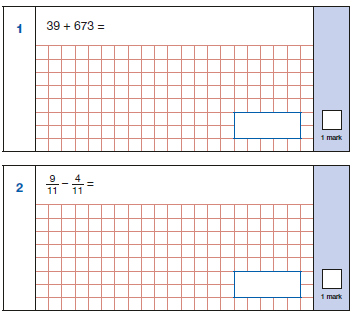 1 39 + 673 =
1 mark
2 9/11 − 4/11 =
1 mark